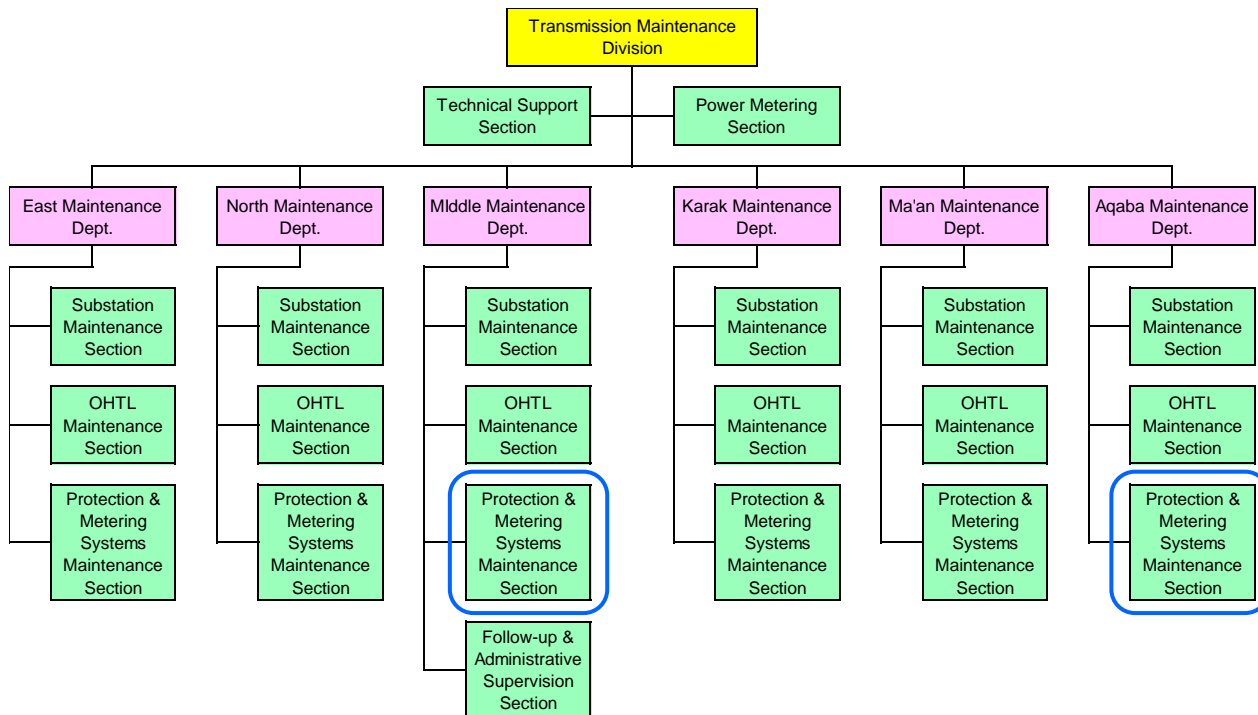 Transmission Maintenance
Division
Technical Support
Section
Power Metering
Section
East Maintenance
Dept.
North Maintenance
Dept.
MIddle Maintenance
Dept.
Karak Maintenance
Dept.
Ma'an Maintenance
Dept.
Aqaba Maintenance
Dept.
Substation
Maintenance
Section
Substation
Maintenance
Section
Substation
Maintenance
Section
Substation
Maintenance
Section
Substation
Maintenance
Section
Substation
Maintenance
Section
OHTL
Maintenance
Section
OHTL
Maintenance
Section
OHTL
Maintenance
Section
OHTL
Maintenance
Section
OHTL
Maintenance
Section
OHTL
Maintenance
Section
Protection &
Metering
Systems
Maintenance
Section
Protection &
Metering
Systems
Maintenance
Section
Protection &
Metering
Systems
Maintenance
Section
Protection &
Metering
Systems
Maintenance
Section
Protection &
Metering
Systems
Maintenance
Section
Protection &
Metering
Systems
Maintenance
Section
Follow-up &
Administrative
Supervision
Section